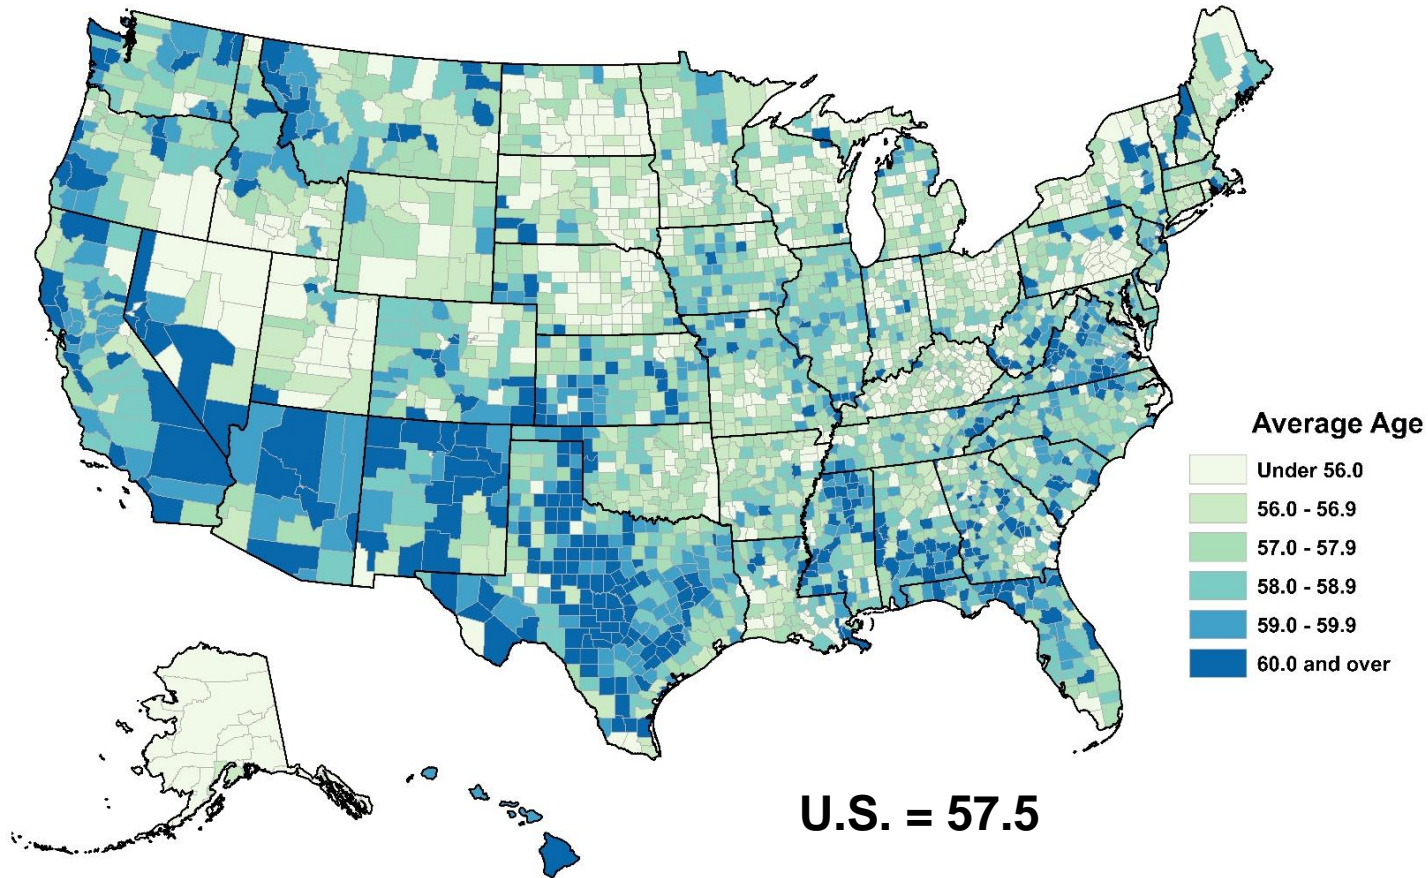 Average Age
Under 56.0
56.0 - 56.9
57.0 - 57.9
58.0 - 58.9
59.0 - 59.9
60.0 and over
U.S. = 57.5